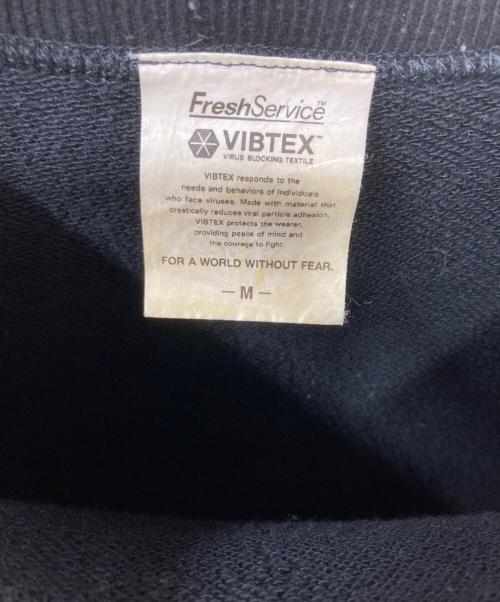 FreshService™
VIBTEX™
VIRUS BLOCKING TEXTILE
VIBTEX responds to the
needs and behaviors of individuals
who face viruses. Made with material that
drastically reduces viral particle adhesion,
VIBTEX protects the wearer,
providing peace of mind and
the courage to fight.
FOR A WORLD WITHOUT FEAR.
— M —